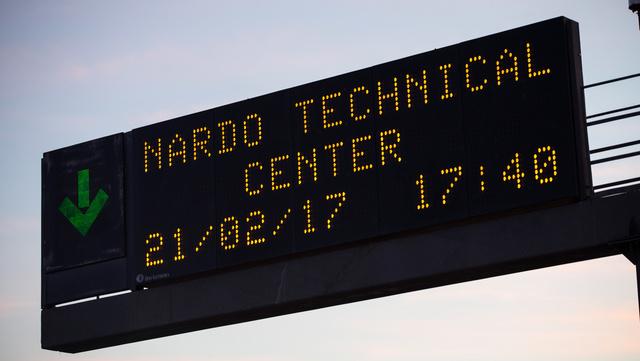 NARDO TECHNICAL
CENTER
21/02/17 17:40